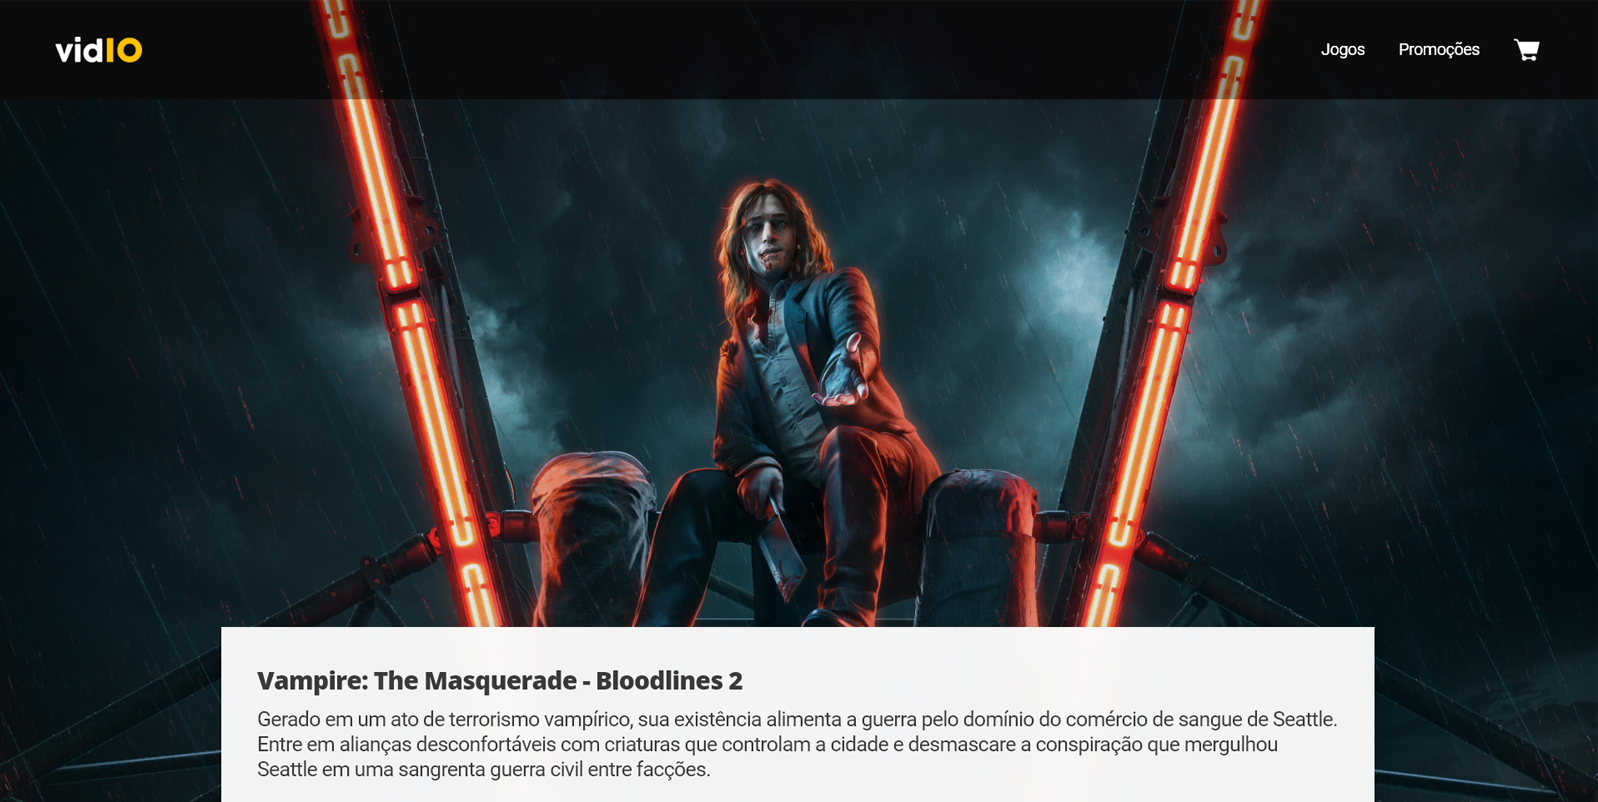 vidIO
Jogos Promoções
Vampire: The Masquerade - Bloodlines 2
Gerado em um ato de terrorismo vampírico, sua existência alimenta a guerra pelo domínio do comércio de sangue de Seattle.
Entre em alianças desconfortáveis com criaturas que controlam a cidade e desmascare a conspiração que mergulhou
Seattle em uma sangrenta guerra civil entre facções.